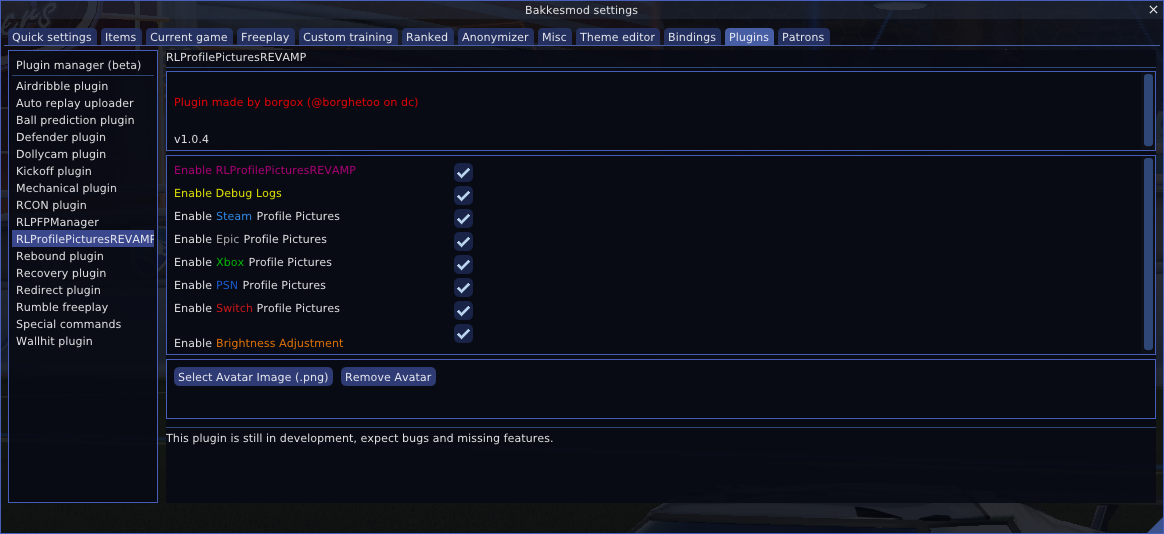 Bakkesmod settings
Quick settings Items Current game Freeplay Custom training Ranked Anonymizer Misc Theme editor Bindings Plugins Patrons
Plugin manager (beta)
Airdribble plugin
Auto replay uploader
Ball prediction plugin
Defender plugin
Dollycam plugin
Kickoff plugin
Mechanical plugin
RCON plugin
RLPFPManager
RLProfilePicturesREVAMP
Rebound plugin
Recovery plugin
Redirect plugin
Rumble freeplay
Special commands
Wallhit plugin
RLProfilePicturesREVAMP
Plugin made by borgox (@borghetoo on dc)
v1.0.4
Enable RLProfilePicturesREVAMP
Enable Debug Logs
Enable Steam Profile Pictures
Enable Epic Profile Pictures
Enable Xbox Profile Pictures
Enable PSN Profile Pictures
Enable Switch Profile Pictures
Enable Brightness Adjustment
Select Avatar Image (.png) Remove Avatar
This plugin is still in development, expect bugs and missing features.